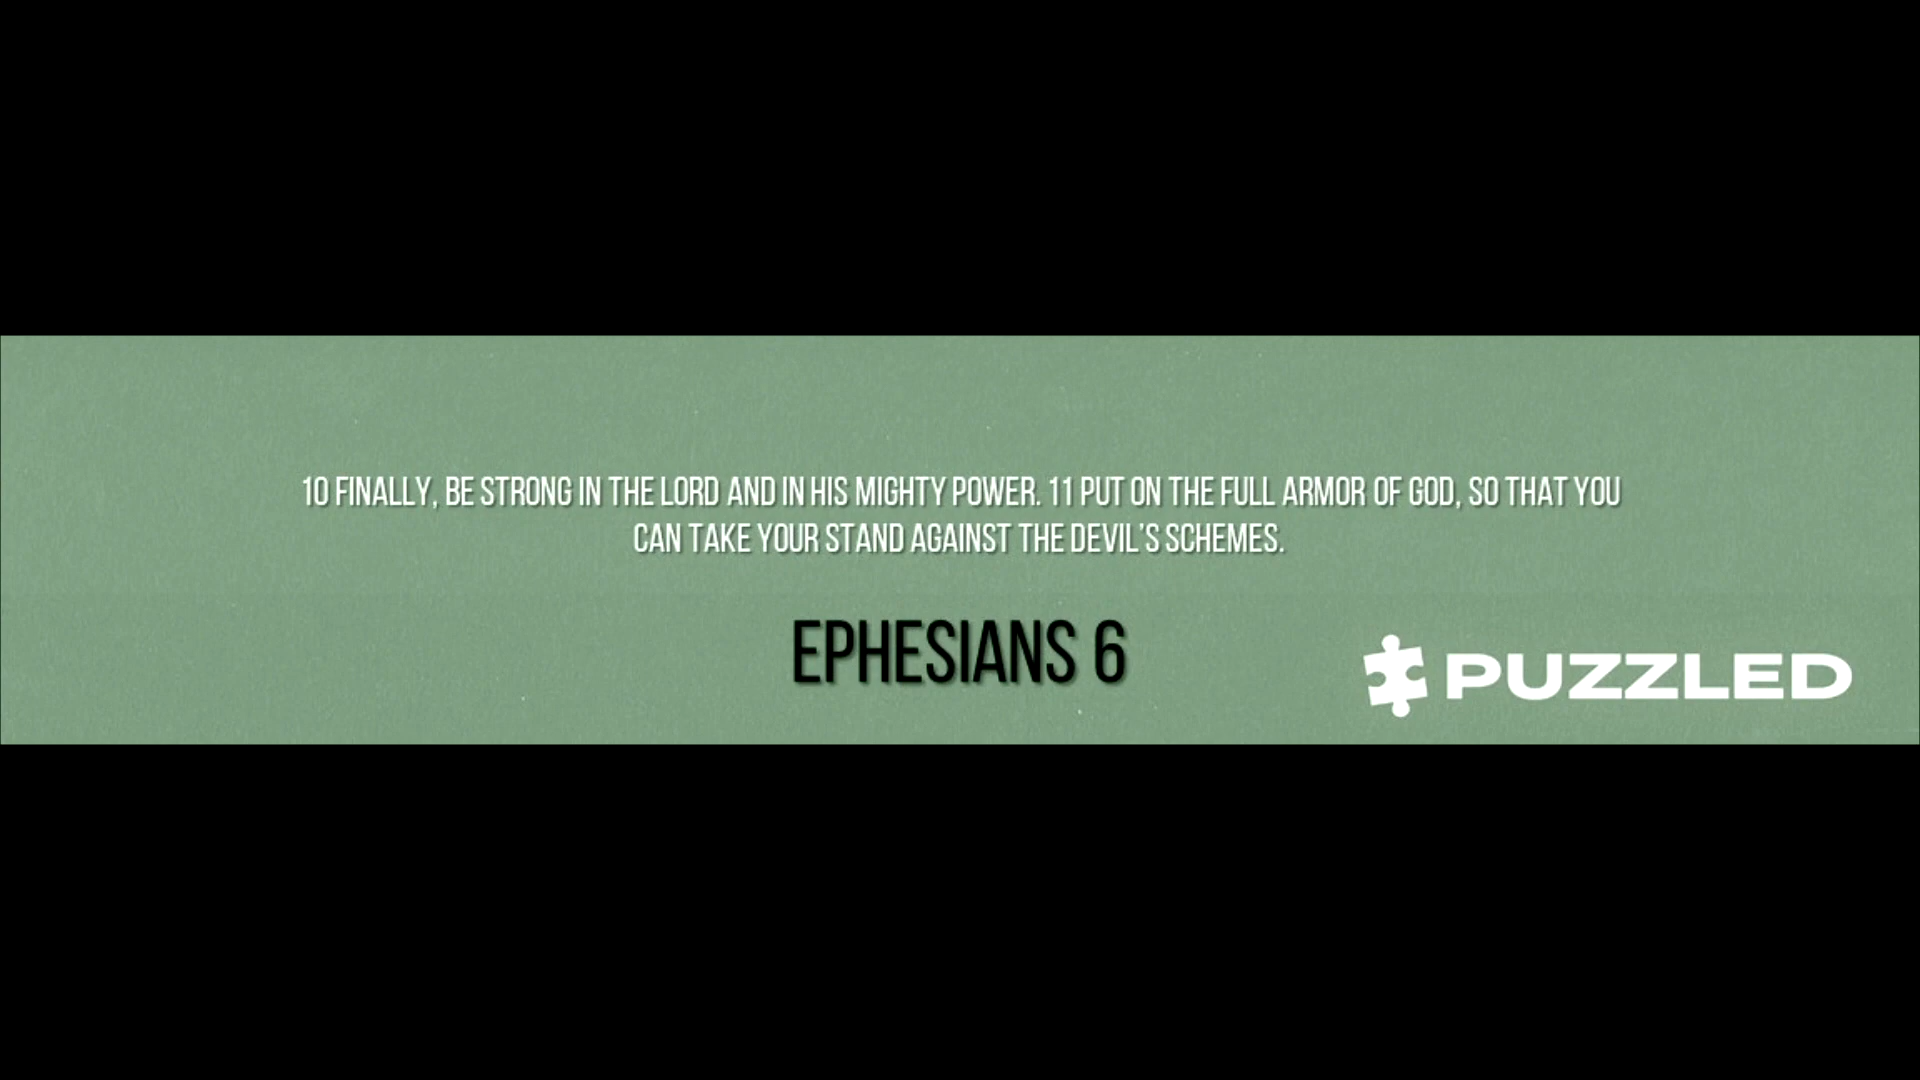 10 FINALLY, BE STRONG IN THE LORD AND IN HIS MIGHTY POWER. 11 PUT ON THE FULL ARMOR OF GOD, SO THAT YOU
CAN TAKE YOUR STAND AGAINST THE DEVIL'S SCHEMES.
EPHESIANS 6
PUZZLED